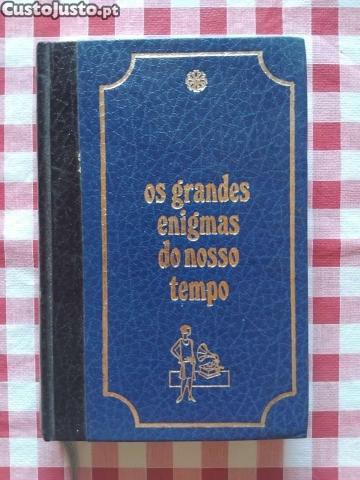 CustoJusto.pt
os grandes
enigmas
do nosso
tempo